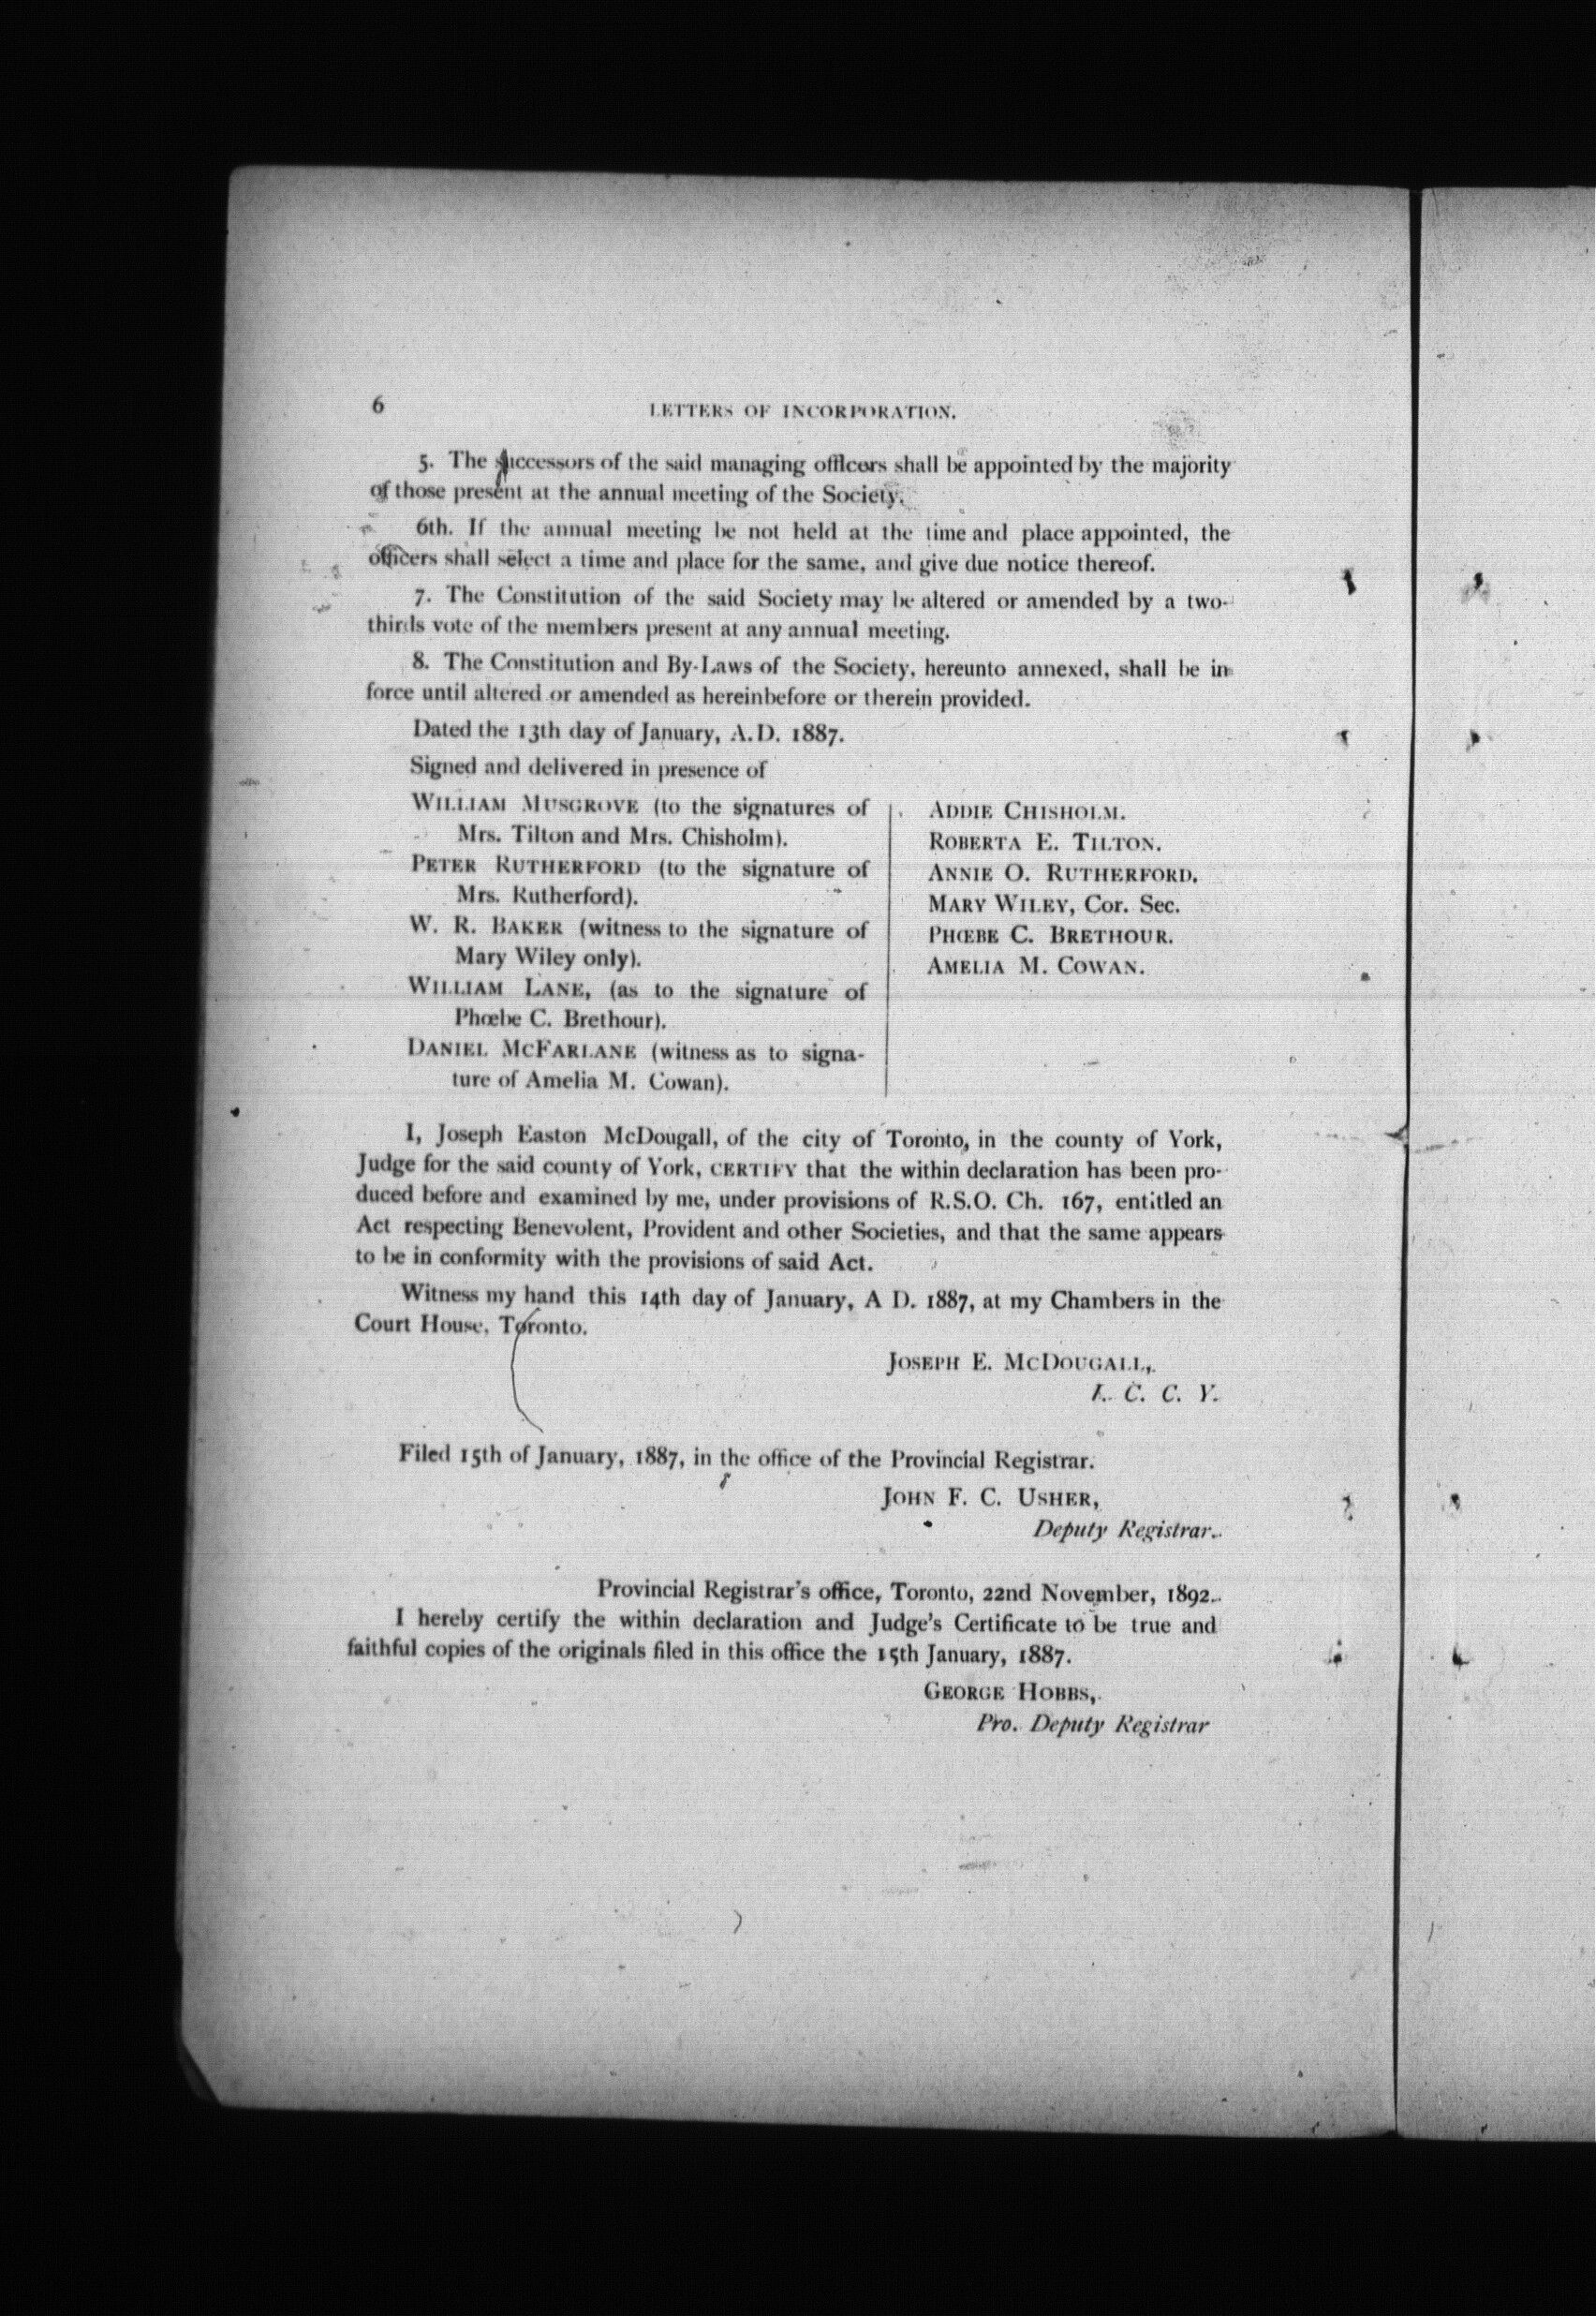 6
LETTERS OF INCORPORATION.
5. The successors of the said managing officers shall be appointed by the majority
of those present at the annual meeting of the Society.
6th. If the annual meeting be not held at the time and place appointed, the
officers shall select a time and place for the same, and give due notice thereof.
7. The Constitution of the said Society may be altered or amended by a two-
thirds vote of the members present at any annual meeting.
8. The Constitution and By-Laws of the Society, hereunto annexed, shall be in
force until altered or amended as hereinbefore or therein provided.
Dated the 13th day of January, A.D. 1887.
Signed and delivered in presence of
WILLIAM MUSGROVE (to the signatures of
Mrs. Tilton and Mrs. Chisholm).
PETER RUTHERFORD (to the signature of
Mrs. Rutherford).
W. R. BAKER (witness to the signature of
Mary Wiley only).
WILLIAM LANE, (as to the signature of
Phœbe C. Brethour).
DANIEL MCFARLANE (witness as to signa-
ture of Amelia M. Cowan).
ADDIE CHISHOLM.
ROBERTA E. TILTON.
ANNIE O. RUTHERFORD.
MARY WILEY, Cor. Sec.
PHŒBE C. BRETHOUR.
AMELIA M. COWAN.
I, Joseph Easton McDougall, of the city of Toronto, in the county of York,
Judge for the said county of York, CERTIFY that the within declaration has been pro-
duced before and examined by me, under provisions of R.S.O. Ch. 167, entitled an
Act respecting Benevolent, Provident and other Societies, and that the same appears
to be in conformity with the provisions of said Act.
Witness my hand this 14th day of January, A D. 1887, at my Chambers in the
Court House, Toronto.
JOSEPH E. MCDOUGALL,
L. C. C. Y.
Filed 15th of January, 1887, in the office of the Provincial Registrar.
JOHN F. C. USHER,
Deputy Registrar.
Provincial Registrar's office, Toronto, 22nd November, 1892.
I hereby certify the within declaration and Judge's Certificate to be true and
faithful copies of the originals filed in this office the 15th January, 1887.
GEORGE HOBBS,
Pro. Deputy Registrar